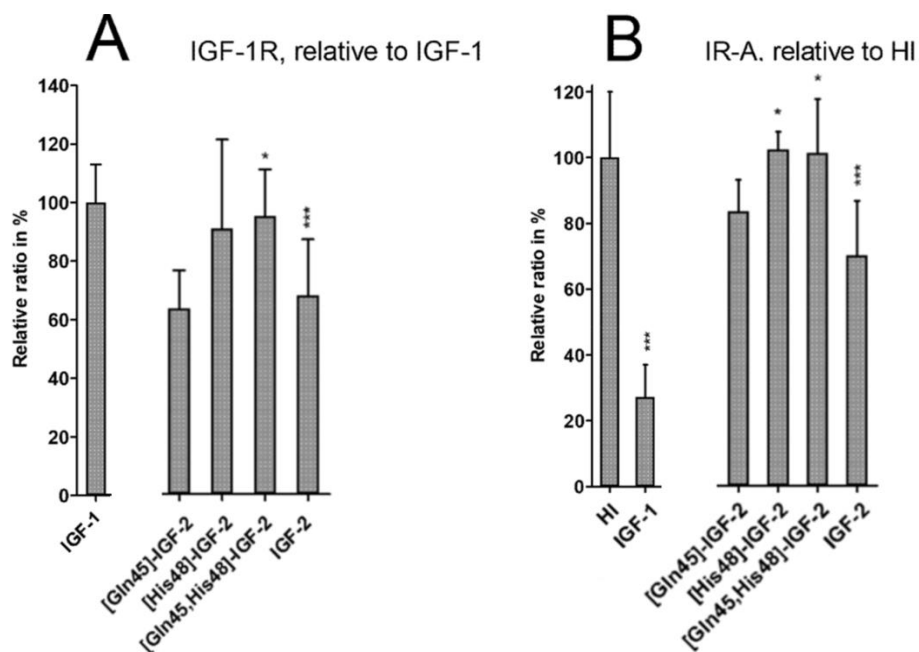 A
IGF-1R, relative to IGF-1
Relative ratio in %
140
120
100
80
60
40
20
0
*
***
IGF-1
[Gln45]-IGF-2
[His48]-IGF-2
[Gln45,His48]-IGF-2
IGF-2
B
IR-A. relative to HI
Relative ratio in %
120
100
80
60
40
20
0
***
*
*
***
HI
IGF-1
[Gln45]-IGF-2
[His48]-IGF-2
[Gln45,His48]-IGF-2
IGF-2